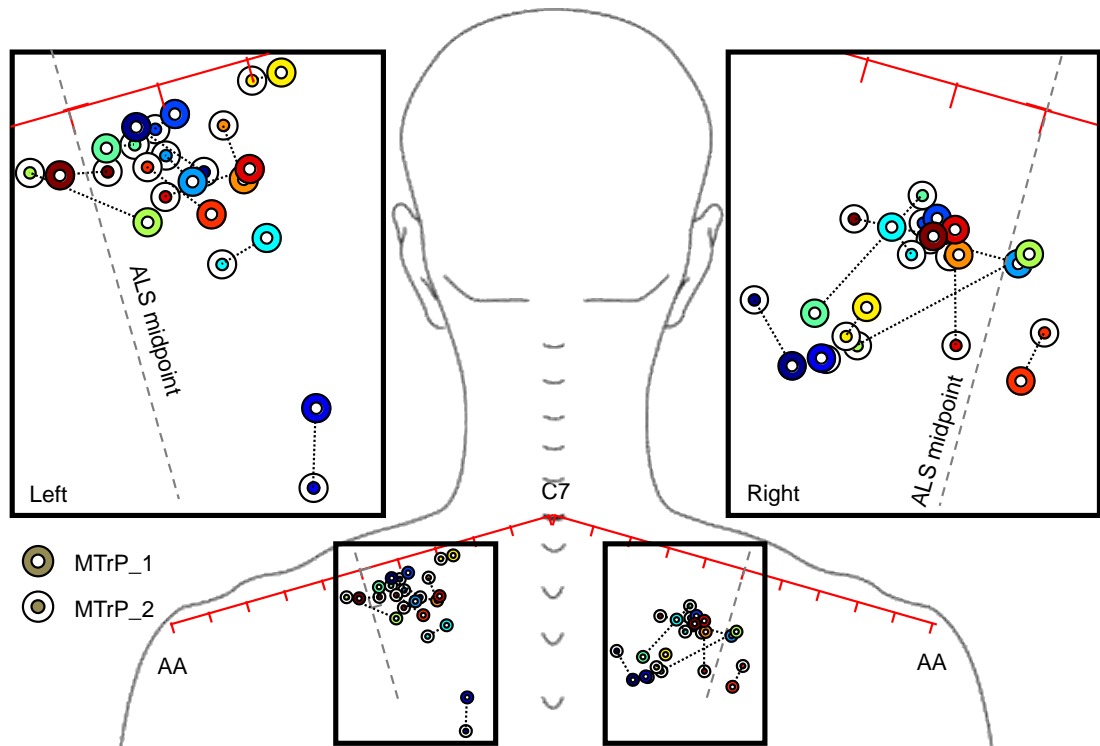 ALS midpoint
Left
ALS midpoint
Right
C7
MTrP_1
MTrP_2
AA
AA